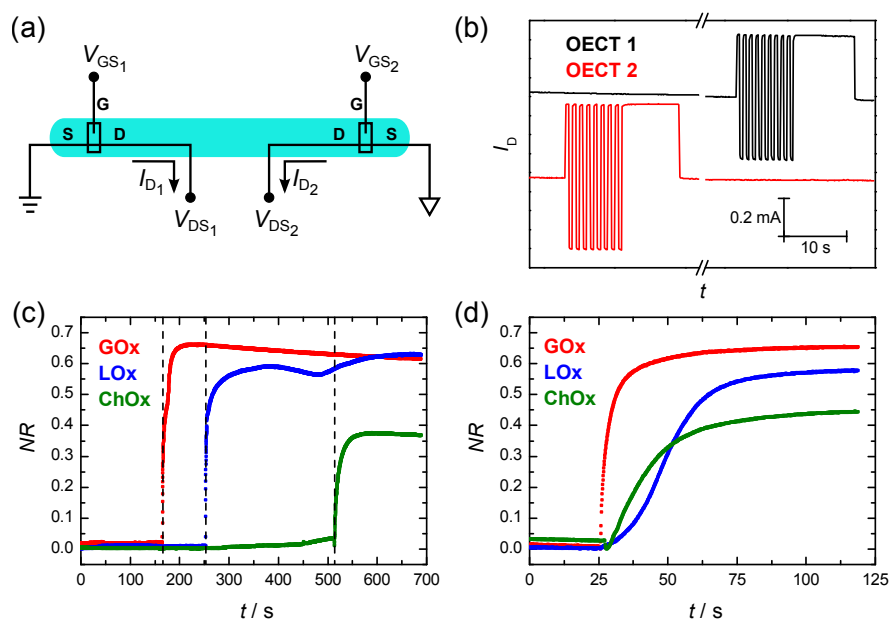 (a)
V_GS1
V_GS2
G
G
S
D
D
S
I_D1
I_D2
V_DS1
V_DS2
(b)
OECT 1
OECT 2
I_D
0.2 mA
10 s
t
(c)
0.7
0.6
0.5
0.4
0.3
0.2
0.1
0.0
NR
GOx
LOx
ChOx
0 100 200 300 400 500 600 700
t / s
(d)
0.7
0.6
0.5
0.4
0.3
0.2
0.1
0.0
NR
GOx
LOx
ChOx
0 25 50 75 100 125
t / s